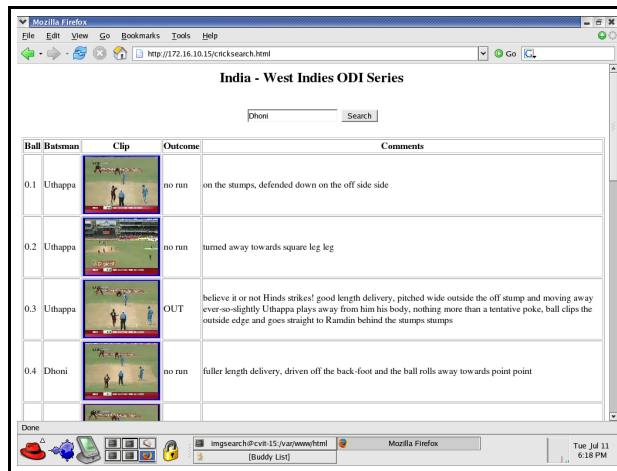 Mozilla Firefox
File Edit View Go Bookmarks Tools Help
http://172.16.10.15/cricksearch.html Go
India - West Indies ODI Series
Dhoni Search
Ball Batsman Clip Outcome Comments
0.1 Uthappa no run on the stumps, defended down on the off side side
0.2 Uthappa no run turned away towards square leg leg
0.3 Uthappa OUT believe it or not Hinds strikes! good length delivery, pitched wide outside the off stump and moving away
ever-so-slightly Uthappa plays away from him his body, nothing more than a tentative poke, ball clips the
outside edge and goes straight to Ramdin behind the stumps stumps
0.4 Dhoni no run fuller length delivery, driven off the back-foot and the ball rolls away towards point point
Done
imgsearch@cvit-15:/var/www/html Mozilla Firefox
[Buddy List]
Tue Jul 11
6:18 PM